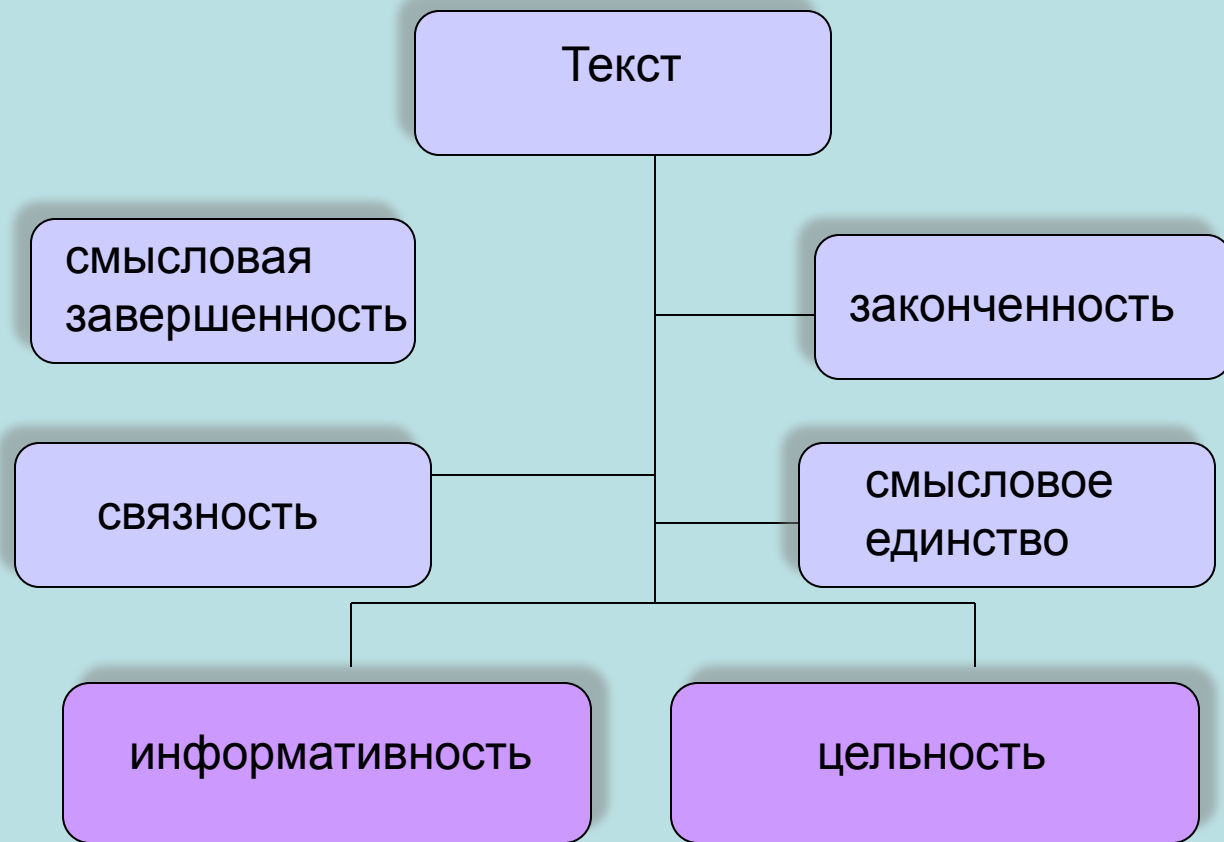 Текст
смысловая
завершенность
законченность
связность
смысловое
единство
информативность
цельность